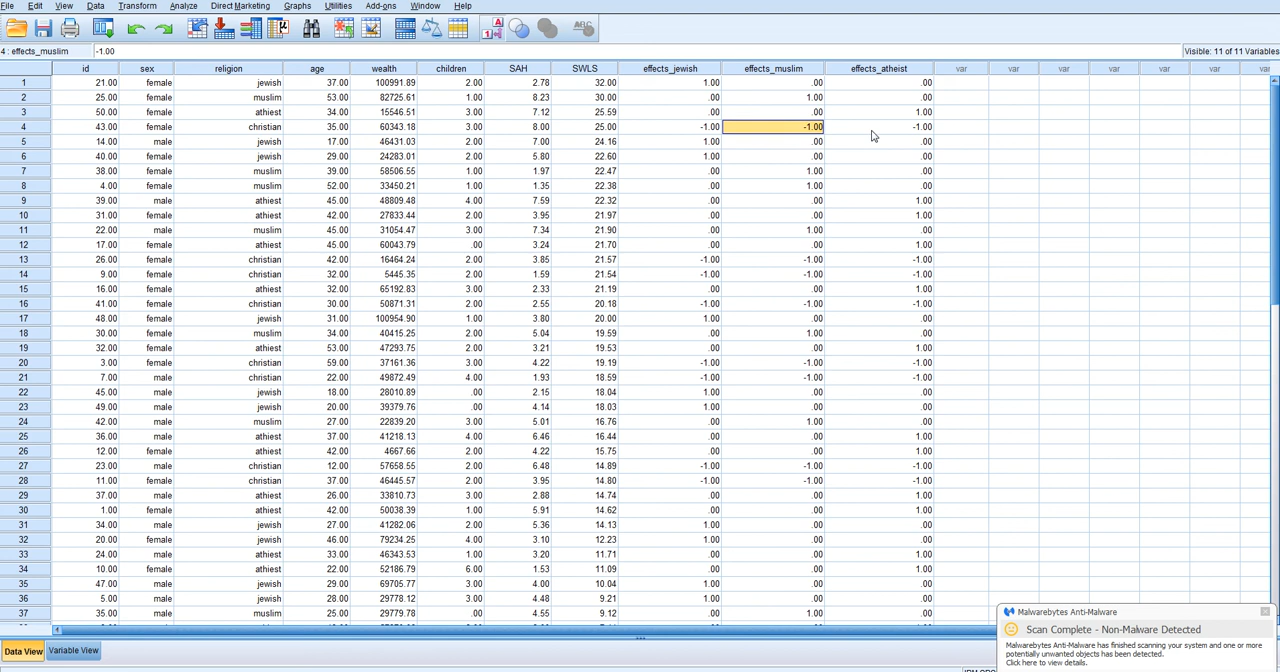 File Edit View Data Transform Analyze Direct Marketing Graphs Utilities Add-ons Window Help
4 : effects_muslim -1.00 Visible: 11 of 11 Variables
id sex religion age wealth children SAH SWLS effects_jewish effects_muslim effects_atheist var var var var var var
1 21.00 female jewish 37.00 100991.89 2.00 2.78 32.00 1.00 .00 .00
2 25.00 female muslim 53.00 82725.61 1.00 8.23 30.00 .00 1.00 .00
3 50.00 female athiest 34.00 15546.51 3.00 7.12 25.59 .00 .00 1.00
4 43.00 female christian 35.00 60343.18 3.00 8.00 25.00 -1.00 -1.00 -1.00
5 14.00 male jewish 17.00 46431.03 2.00 7.00 24.16 1.00 .00 .00
6 40.00 female jewish 29.00 24283.01 2.00 5.80 22.60 1.00 .00 .00
7 38.00 female muslim 39.00 58506.55 1.00 1.97 22.47 .00 1.00 .00
8 4.00 female muslim 52.00 33450.21 1.00 1.35 22.38 .00 1.00 .00
9 39.00 male athiest 45.00 48809.48 4.00 7.59 22.32 .00 .00 1.00
10 31.00 female athiest 42.00 27833.44 2.00 3.95 21.97 .00 .00 1.00
11 22.00 male muslim 45.00 31054.47 3.00 7.34 21.90 .00 1.00 .00
12 17.00 female athiest 45.00 60043.79 .00 3.24 21.70 .00 .00 1.00
13 26.00 female christian 42.00 16464.24 2.00 3.85 21.57 -1.00 -1.00 -1.00
14 9.00 female christian 32.00 5445.35 2.00 1.59 21.54 -1.00 -1.00 -1.00
15 16.00 female athiest 32.00 65192.83 3.00 2.33 21.19 .00 .00 1.00
16 41.00 female christian 30.00 50871.31 2.00 2.55 20.18 -1.00 -1.00 -1.00
17 48.00 female jewish 31.00 100954.90 1.00 3.80 20.00 1.00 .00 .00
18 30.00 female muslim 34.00 40415.25 2.00 5.04 19.59 .00 1.00 .00
19 32.00 female athiest 53.00 47293.75 2.00 3.21 19.53 .00 .00 1.00
20 3.00 female christian 59.00 37161.36 3.00 4.22 19.19 -1.00 -1.00 -1.00
21 7.00 male christian 22.00 49872.49 4.00 1.93 18.59 -1.00 -1.00 -1.00
22 45.00 male jewish 18.00 28010.89 .00 2.15 18.04 1.00 .00 .00
23 49.00 male jewish 20.00 39379.76 .00 4.14 18.03 1.00 .00 .00
24 42.00 male muslim 27.00 22839.20 3.00 5.01 16.76 .00 1.00 .00
25 36.00 male athiest 37.00 41218.13 4.00 6.46 16.44 .00 .00 1.00
26 12.00 female athiest 42.00 4667.66 2.00 4.22 15.75 .00 .00 1.00
27 23.00 male christian 12.00 57658.55 2.00 6.48 14.89 -1.00 -1.00 -1.00
28 11.00 female christian 37.00 46445.57 2.00 3.95 14.80 -1.00 -1.00 -1.00
29 37.00 male athiest 26.00 33810.73 3.00 2.88 14.74 .00 .00 1.00
30 1.00 female athiest 42.00 50038.39 1.00 5.91 14.62 .00 .00 1.00
31 34.00 male jewish 27.00 41282.06 2.00 5.36 14.13 1.00 .00 .00
32 20.00 female jewish 46.00 79234.25 4.00 3.10 12.23 1.00 .00 .00
33 24.00 male athiest 33.00 46343.53 1.00 3.20 11.71 .00 .00 1.00
34 10.00 female athiest 22.00 52186.79 6.00 1.53 11.09 .00 .00 1.00
35 47.00 male jewish 29.00 69705.77 3.00 4.00 10.04 1.00 .00 .00
36 5.00 male jewish 28.00 29778.12 3.00 4.48 9.21 1.00 .00 .00
37 35.00 male muslim 25.00 29779.78 .00 4.55 9.12 .00 1.00 .00
Data View Variable View
Malwarebytes Anti-Malware
Scan Complete - Non-Malware Detected
Malwarebytes Anti-Malware has finished scanning your system and one or more
potentially unwanted objects has been detected.
Click here to view details.